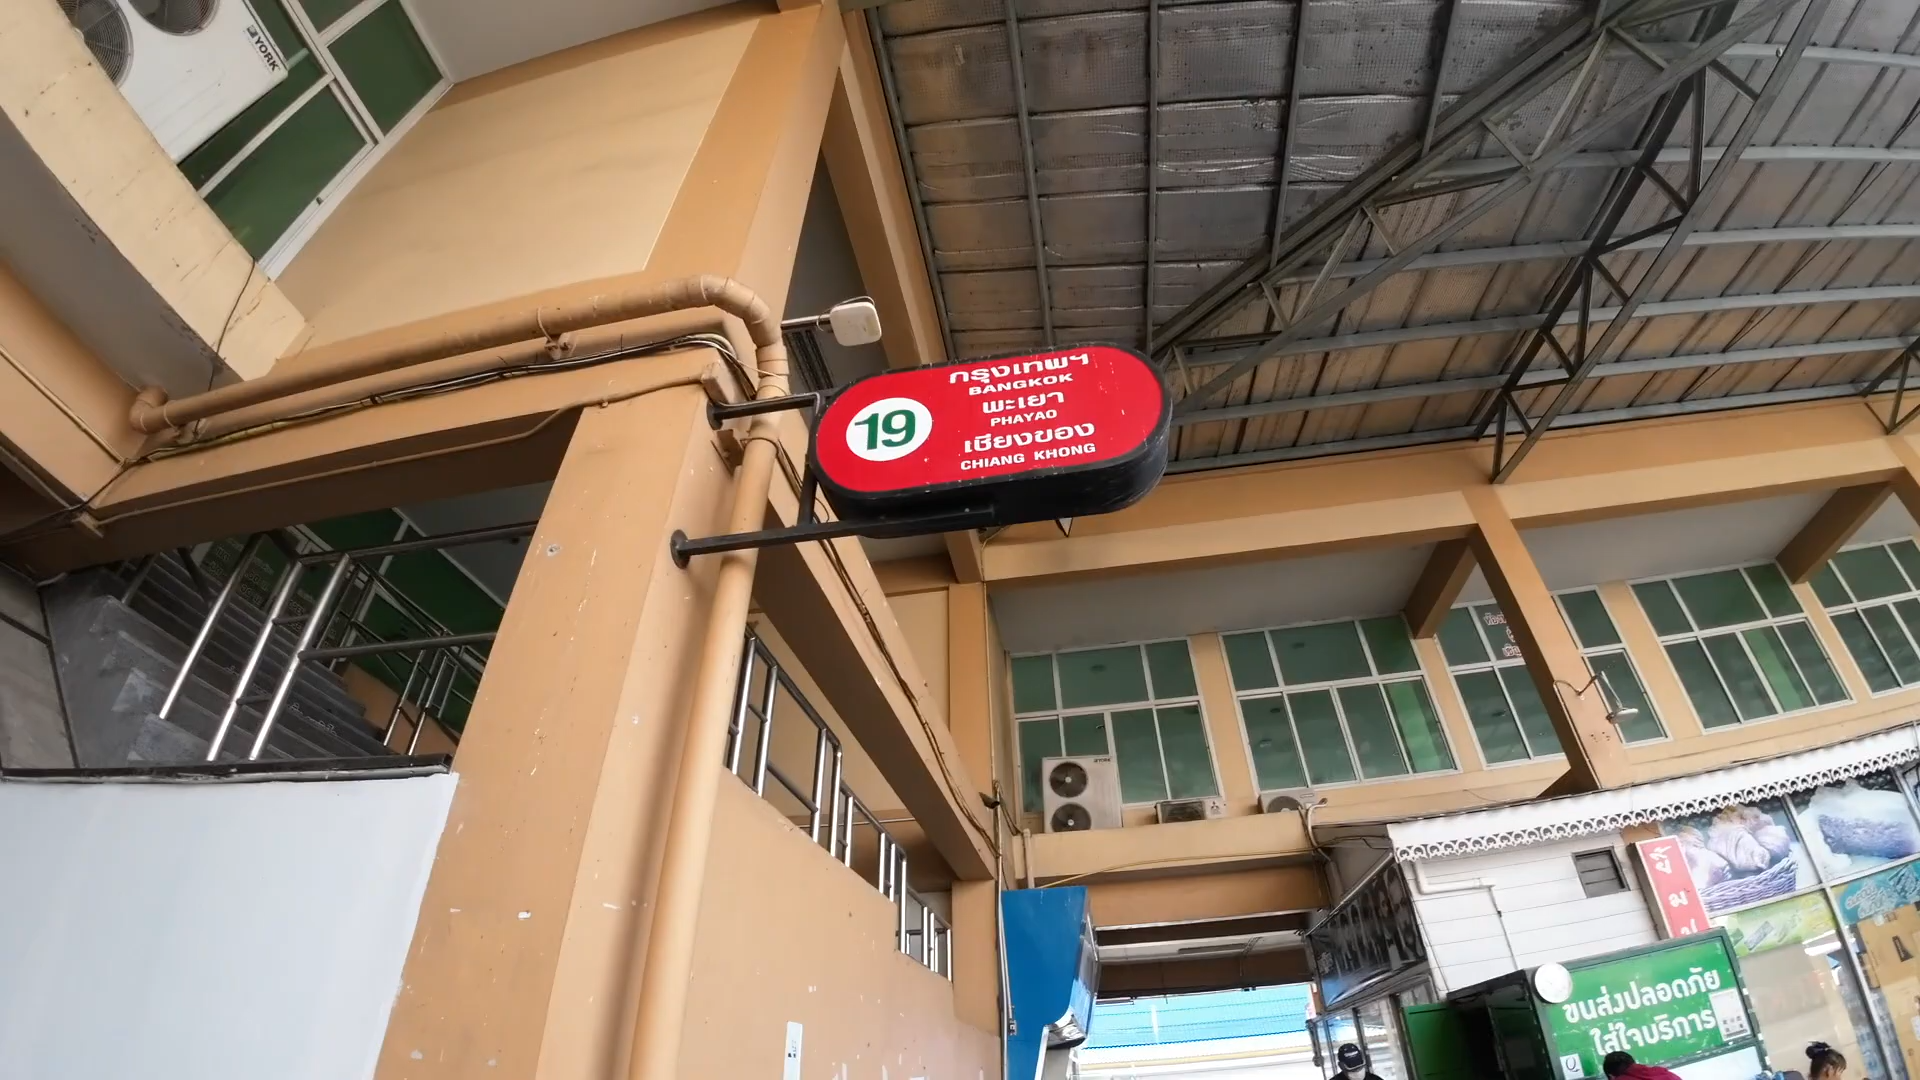 YORK
19
กรุงเทพฯ
BANGKOK
พะเยา
PHAYAO
เชียงของ
CHIANG KHONG
ขนส่งปลอดภัย
ใส่ใจบริการ